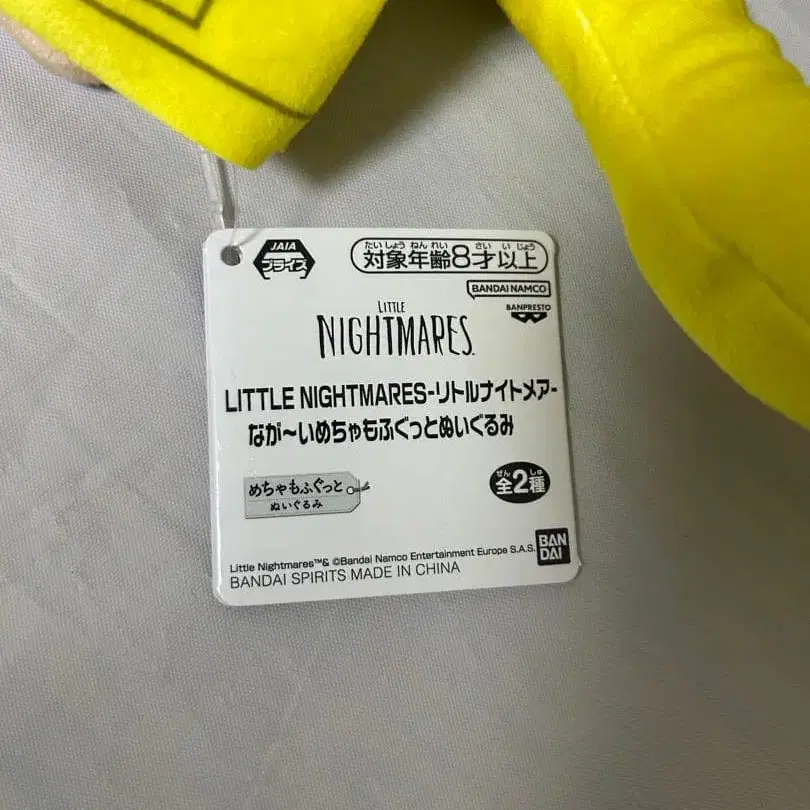 JAIA
プライズ
たいしょうねんれい さいいじょう
対象年齢8才以上
BANDAI NAMCO
BANPRESTO
LITTLE
NIGHTMARES™
LITTLE NIGHTMARES-リトルナイトメア-
なが〜いめちゃもふぐっとぬいぐるみ
めちゃもふぐっと
ぬいぐるみ
ぜん しゅ
全2種
Little Nightmares™& ©Bandai Namco Entertainment Europe S.A.S.
BANDAI SPIRITS MADE IN CHINA
BAN
DAI